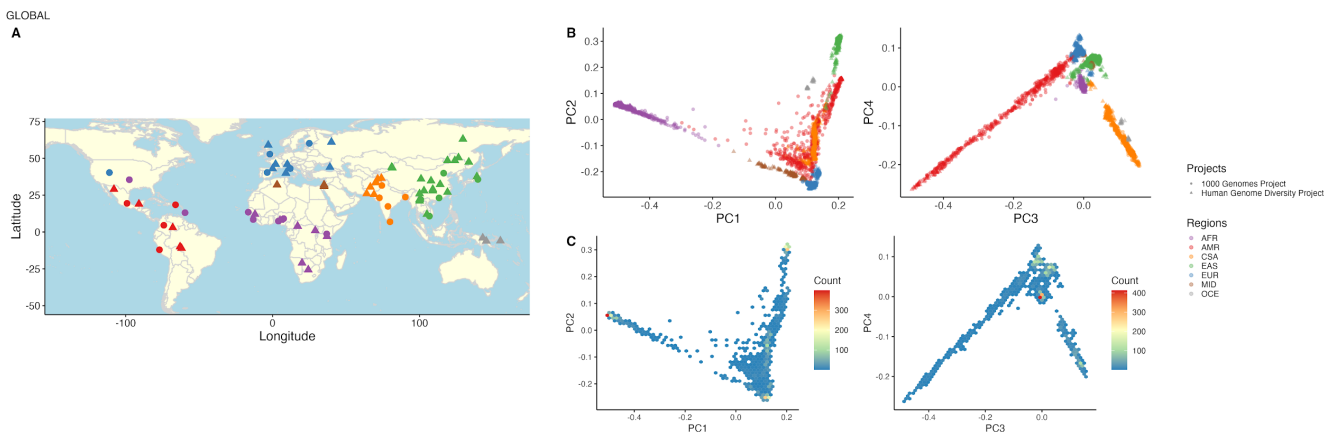 GLOBAL
A
75
50
25
0
-25
-50
Latitude
-100
0
100
Longitude
B
0.3
0.2
0.1
0.0
-0.1
-0.2
PC2
-0.4
-0.2
0.0
0.2
PC1
0.1
0.0
-0.1
-0.2
PC4
-0.4
-0.2
0.0
PC3
C
0.3
0.2
0.1
0.0
-0.1
-0.2
PC2
-0.4
-0.2
0.0
0.2
PC1
Count
300
200
100
0.1
0.0
-0.1
-0.2
PC4
-0.4
-0.2
0.0
PC3
Count
400
300
200
100
Projects
1000 Genomes Project
Human Genome Diversity Project
Regions
AFR
AMR
CSA
EAS
EUR
MID
OCE